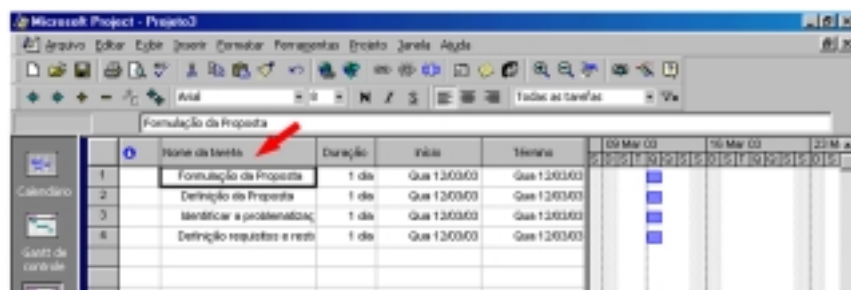 Microsoft Project - Projeto3
Arquivo Editar Exibir Inserir Formatar Ferramentas Projeto Janela Ajuda
Arial 8 N I S Todas as tarefas
Formulação da Proposta
Nome da tarefa Duração Início Término 09 Mar 03 16 Mar 03 23 M
S D S T Q Q S S D S T Q Q S S D S
1 Formulação da Proposta 1 dia Qua 12/03/03 Qua 12/03/03
2 Definição da Proposta 1 dia Qua 12/03/03 Qua 12/03/03
3 Identificar a problematizaç 1 dia Qua 12/03/03 Qua 12/03/03
4 Definição requisitos e restr 1 dia Qua 12/03/03 Qua 12/03/03
Calendário
Gantt de
controle